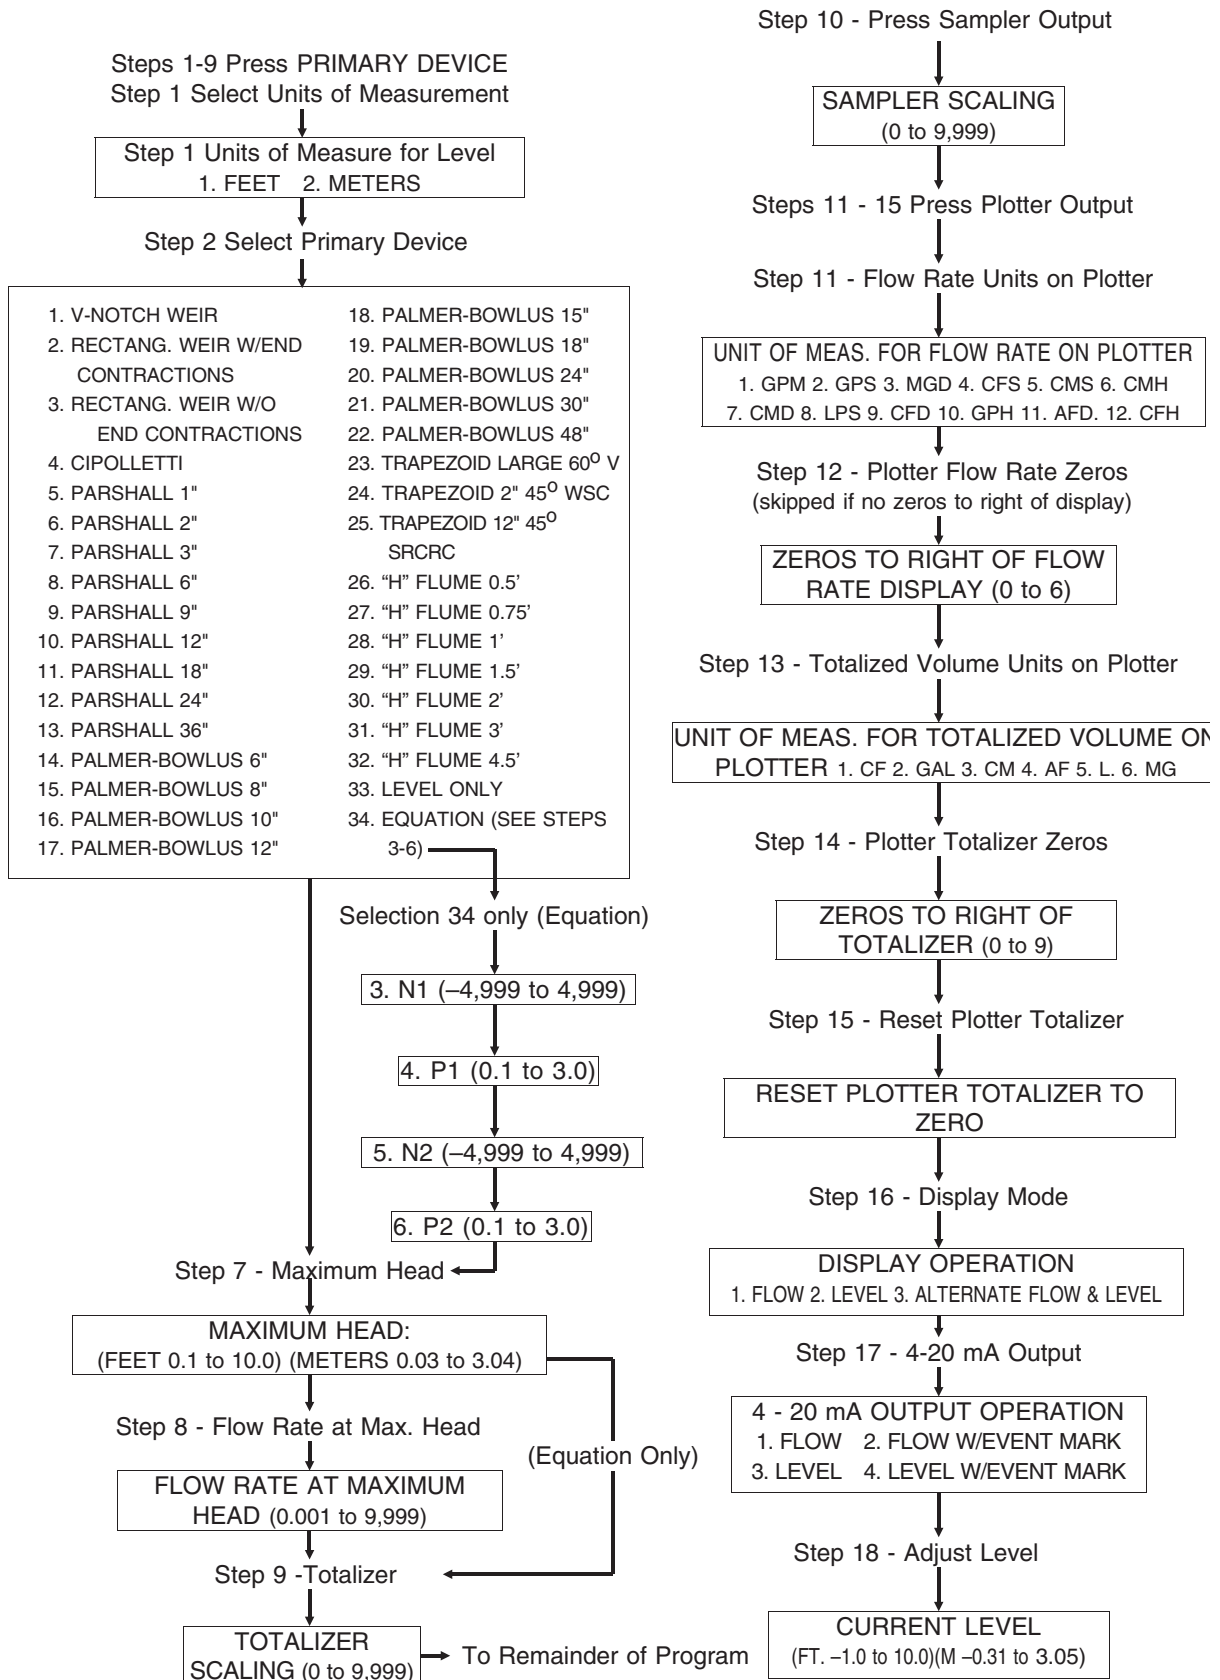 Steps 1-9 Press PRIMARY DEVICE
Step 1 Select Units of Measurement
Step 1 Units of Measure for Level
1. FEET 2. METERS
Step 2 Select Primary Device
1. V-NOTCH WEIR
2. RECTANG. WEIR W/END
CONTRACTIONS
3. RECTANG. WEIR W/O
END CONTRACTIONS
4. CIPOLLETTI
5. PARSHALL 1"
6. PARSHALL 2"
7. PARSHALL 3"
8. PARSHALL 6"
9. PARSHALL 9"
10. PARSHALL 12"
11. PARSHALL 18"
12. PARSHALL 24"
13. PARSHALL 36"
14. PALMER-BOWLUS 6"
15. PALMER-BOWLUS 8"
16. PALMER-BOWLUS 10"
17. PALMER-BOWLUS 12"
18. PALMER-BOWLUS 15"
19. PALMER-BOWLUS 18"
20. PALMER-BOWLUS 24"
21. PALMER-BOWLUS 30"
22. PALMER-BOWLUS 48"
23. TRAPEZOID LARGE 60º V
24. TRAPEZOID 2" 45º WSC
25. TRAPEZOID 12" 45º
SRCRC
26. “H” FLUME 0.5'
27. “H” FLUME 0.75'
28. “H” FLUME 1'
29. “H” FLUME 1.5'
30. “H” FLUME 2'
31. “H” FLUME 3'
32. “H” FLUME 4.5'
33. LEVEL ONLY
34. EQUATION (SEE STEPS
3-6)
Selection 34 only (Equation)
3. N1 (–4,999 to 4,999)
4. P1 (0.1 to 3.0)
5. N2 (–4,999 to 4,999)
6. P2 (0.1 to 3.0)
Step 7 - Maximum Head
MAXIMUM HEAD:
(FEET 0.1 to 10.0) (METERS 0.03 to 3.04)
Step 8 - Flow Rate at Max. Head
(Equation Only)
FLOW RATE AT MAXIMUM
HEAD (0.001 to 9,999)
Step 9 -Totalizer
TOTALIZER
SCALING (0 to 9,999)
To Remainder of Program
Step 10 - Press Sampler Output
SAMPLER SCALING
(0 to 9,999)
Steps 11 - 15 Press Plotter Output
Step 11 - Flow Rate Units on Plotter
UNIT OF MEAS. FOR FLOW RATE ON PLOTTER
1. GPM 2. GPS 3. MGD 4. CFS 5. CMS 6. CMH
7. CMD 8. LPS 9. CFD 10. GPH 11. AFD. 12. CFH
Step 12 - Plotter Flow Rate Zeros
(skipped if no zeros to right of display)
ZEROS TO RIGHT OF FLOW
RATE DISPLAY (0 to 6)
Step 13 - Totalized Volume Units on Plotter
UNIT OF MEAS. FOR TOTALIZED VOLUME ON
PLOTTER 1. CF 2. GAL 3. CM 4. AF 5. L. 6. MG
Step 14 - Plotter Totalizer Zeros
ZEROS TO RIGHT OF
TOTALIZER (0 to 9)
Step 15 - Reset Plotter Totalizer
RESET PLOTTER TOTALIZER TO
ZERO
Step 16 - Display Mode
DISPLAY OPERATION
1. FLOW 2. LEVEL 3. ALTERNATE FLOW & LEVEL
Step 17 - 4-20 mA Output
4 - 20 mA OUTPUT OPERATION
1. FLOW 2. FLOW W/EVENT MARK
3. LEVEL 4. LEVEL W/EVENT MARK
Step 18 - Adjust Level
CURRENT LEVEL
(FT. –1.0 to 10.0)(M –0.31 to 3.05)